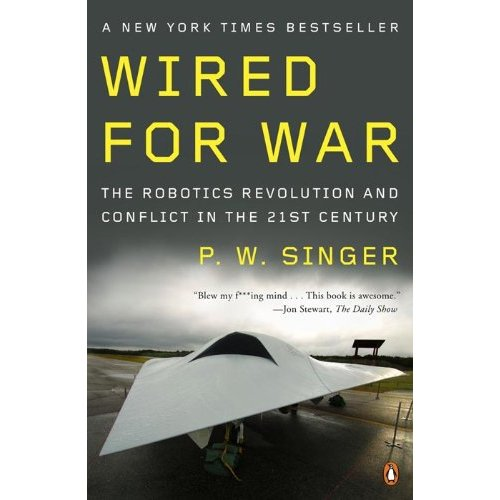 A NEW YORK TIMES BESTSELLER
WIRED
FOR WAR
THE ROBOTICS REVOLUTION AND
CONFLICT IN THE 21ST CENTURY
P. W. SINGER
"Blew my f***ing mind . . . This book is awesome."
—Jon Stewart, The Daily Show